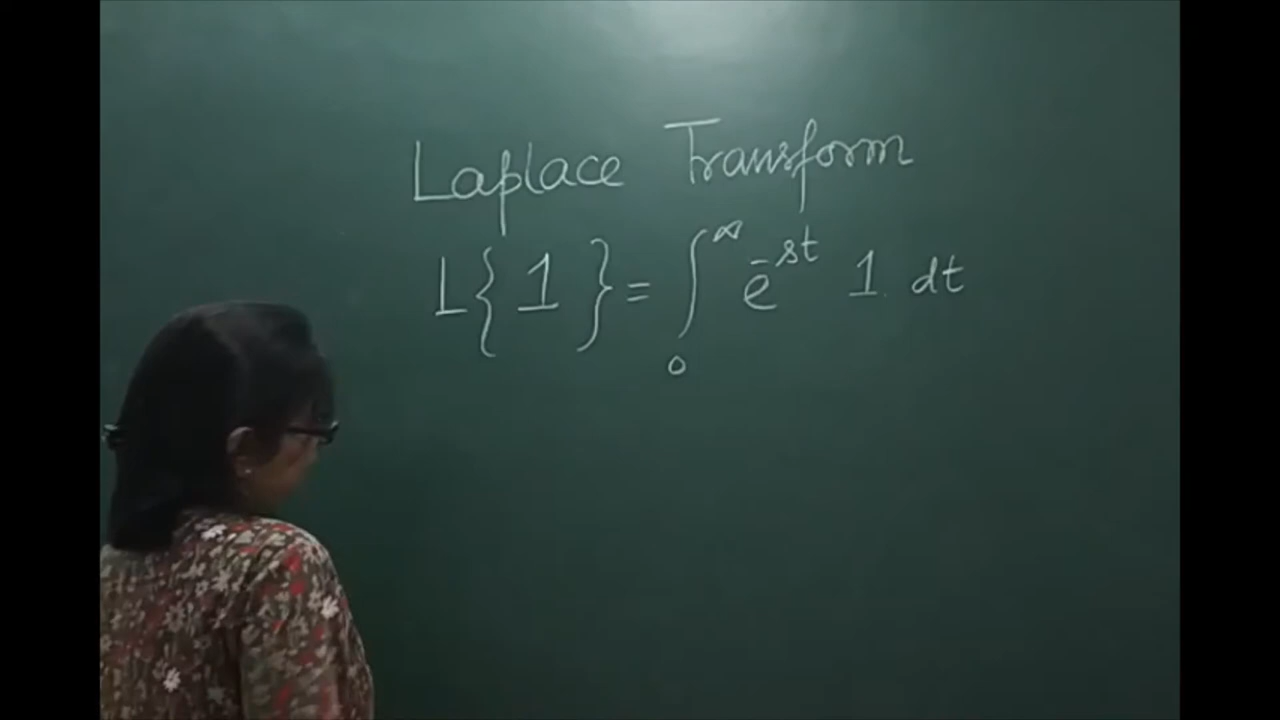 Laplace Transform
L{ 1 } = ∫₀^∞ e^-st 1 dt